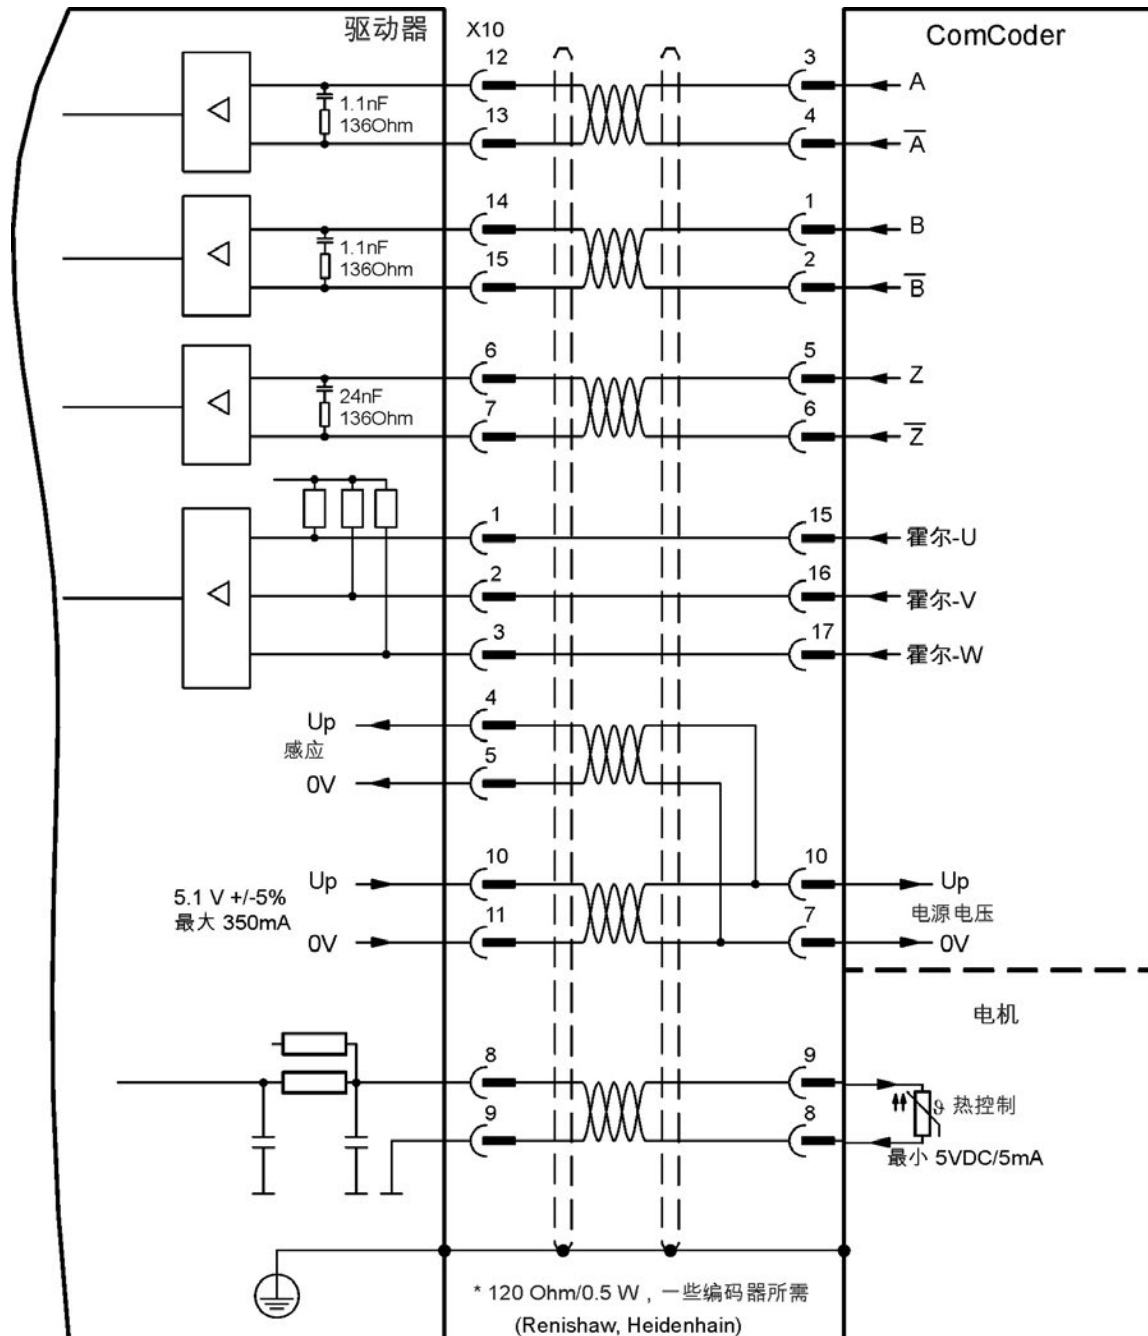 驱动器 X10 ComCoder
12 3 A
1.1nF
136Ohm
13 4 A̅
14 1 B
1.1nF
136Ohm
15 2 B̅
6 5 Z
24nF
136Ohm
7 6 Z̅
1 15 霍尔-U
2 16 霍尔-V
3 17 霍尔-W
4
Up
感应
5
0V
10 10
Up Up
5.1 V +/-5%
最大 350mA
电源电压
11 7
0V 0V
电机
8 9
ϑ 热控制
9 8
最小 5VDC/5mA
* 120 Ohm/0.5 W，一些编码器所需
(Renishaw, Heidenhain)